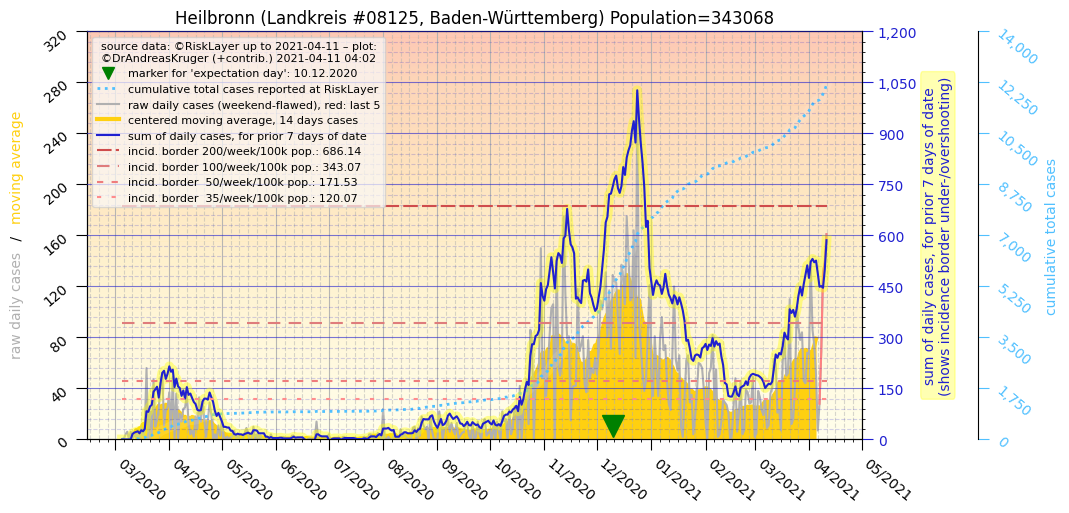 Heilbronn (Landkreis #08125, Baden-Württemberg) Population=343068
source data: ©RiskLayer up to 2021-04-11 – plot:
©DrAndreasKruger (+contrib.) 2021-04-11 04:02
marker for 'expectation day': 10.12.2020
cumulative total cases reported at RiskLayer
raw daily cases (weekend-flawed), red: last 5
centered moving average, 14 days cases
sum of daily cases, for prior 7 days of date
incid. border 200/week/100k pop.: 686.14
incid. border 100/week/100k pop.: 343.07
incid. border  50/week/100k pop.: 171.53
incid. border  35/week/100k pop.: 120.07
raw daily cases / moving average
320
280
240
200
160
120
80
40
0
03/2020
04/2020
05/2020
06/2020
07/2020
08/2020
09/2020
10/2020
11/2020
12/2020
01/2021
02/2021
03/2021
04/2021
05/2021
1,200
1,050
900
750
600
450
300
150
0
sum of daily cases, for prior 7 days of date
(shows incidence border under-/overshooting)
14,000
12,250
10,500
8,750
7,000
5,250
3,500
1,750
0
cumulative total cases